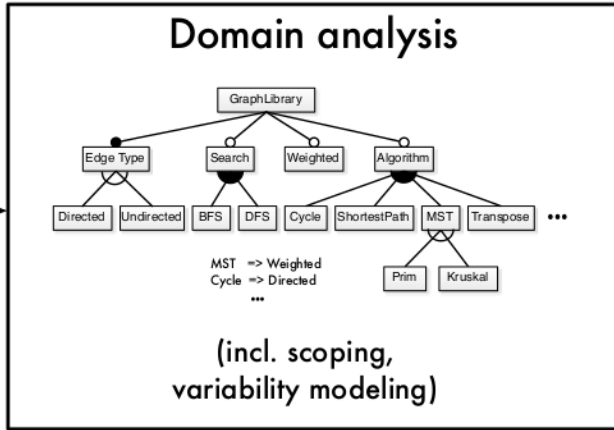 Domain analysis
GraphLibrary
Edge Type Search Weighted Algorithm
Directed Undirected BFS DFS Cycle ShortestPath MST Transpose •••
MST => Weighted
Cycle => Directed
•••
Prim Kruskal
(incl. scoping,
variability modeling)